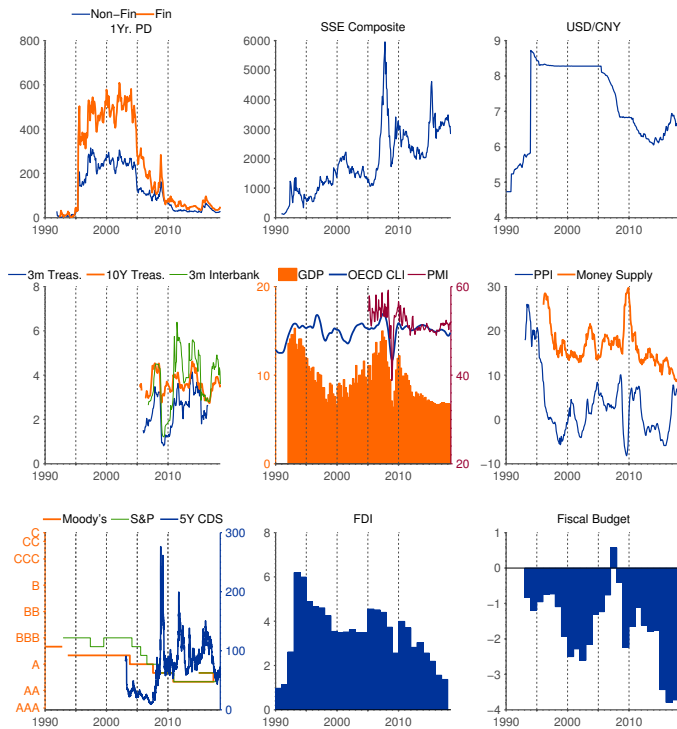 Non-Fin Fin
1Yr. PD
800
600
400
200
0
1990 2000 2010
SSE Composite
6000
5000
4000
3000
2000
1000
0
1990 2000 2010
USD/CNY
9
8
7
6
5
4
1990 2000 2010
3m Treas. 10Y Treas. 3m Interbank
8
6
4
2
0
1990 2000 2010
GDP OECD CLI PMI
20 60
10 40
0 20
1990 2000 2010
PPI Money Supply
30
20
10
0
−10
1990 2000 2010
Moody's S&P 5Y CDS
C
CC
CCC
B
BB
BBB
A
AA
AAA
300
200
100
0
1990 2000 2010
FDI
8
6
4
2
0
1990 2000 2010
Fiscal Budget
1
0
−1
−2
−3
−4
1990 2000 2010